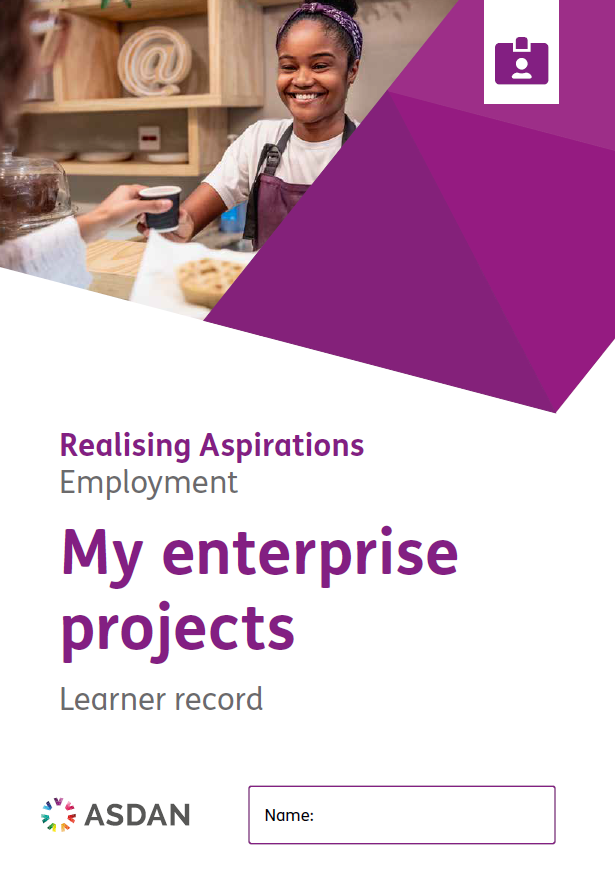 Realising Aspirations
Employment
My enterprise
projects
Learner record
ASDAN
Name: